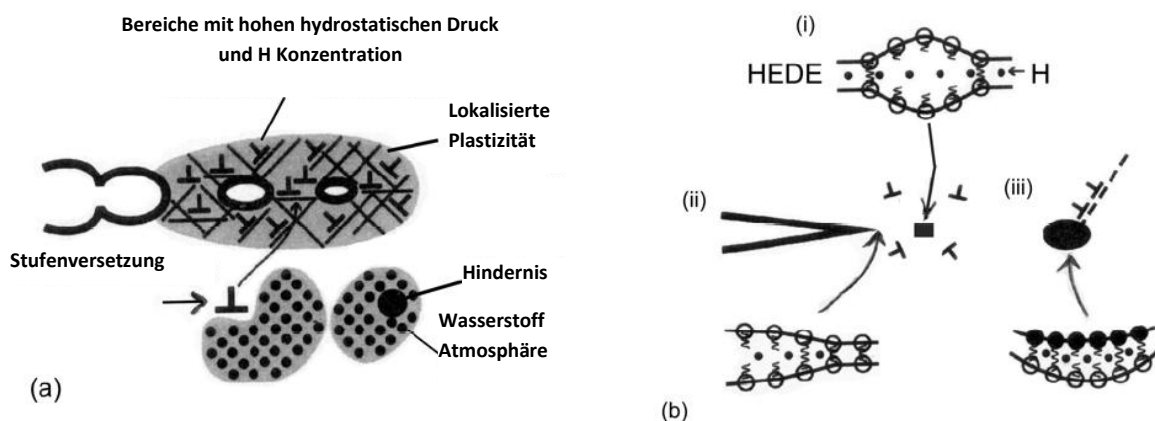 Bereiche mit hohen hydrostatischen Druck
und H Konzentration
Lokalisierte
Plastizität
Stufenversetzung
Hindernis
Wasserstoff
Atmosphäre
(a)
(i)
HEDE
H
(ii)
(iii)
(b)